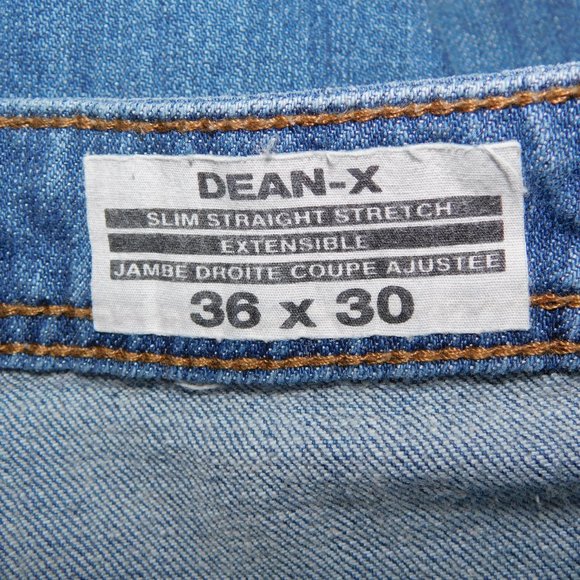 DEAN-X
SLIM STRAIGHT STRETCH
EXTENSIBLE
JAMBE DROITE COUPE AJUSTEE
36 x 30